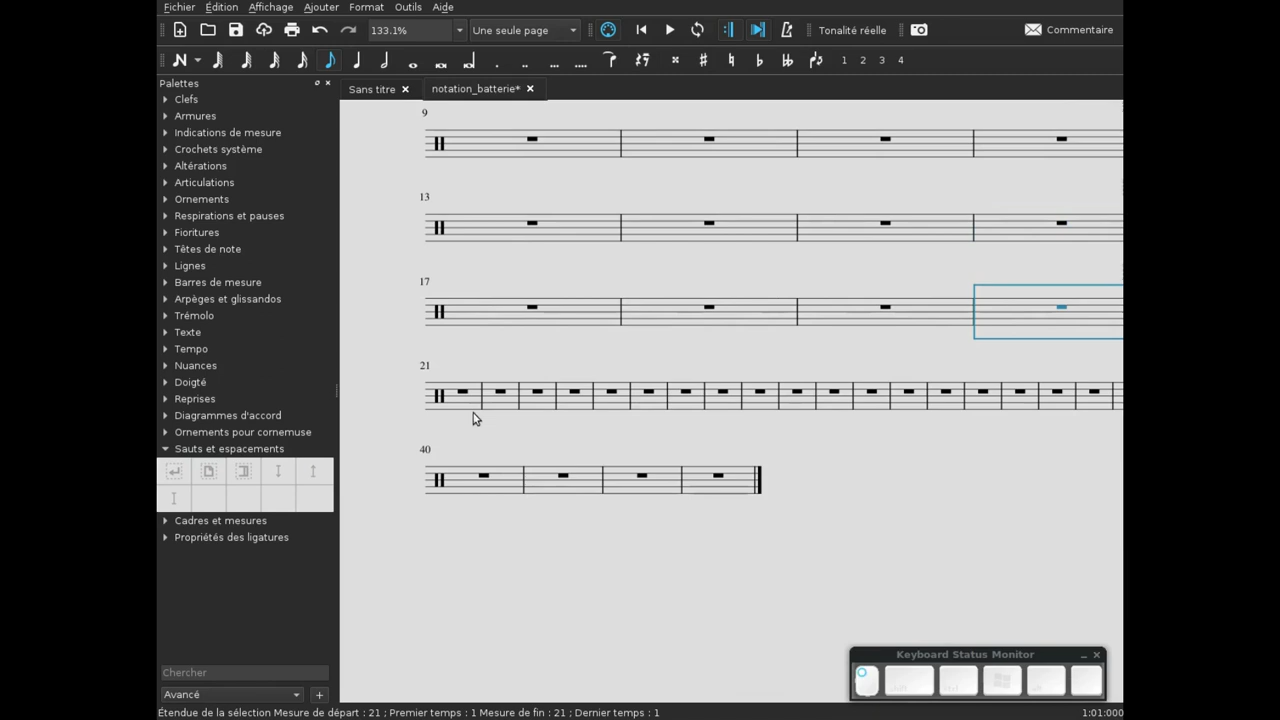 Fichier Édition Affichage Ajouter Format Outils Aide
133.1% Une seule page Tonalité réelle Commentaire
1 2 3 4
Palettes
Sans titre notation_batterie*
Clefs
Armures
Indications de mesure
Crochets système
Altérations
Articulations
Ornements
Respirations et pauses
Fioritures
Têtes de note
Lignes
Barres de mesure
Arpèges et glissandos
Trémolo
Texte
Tempo
Nuances
Doigté
Reprises
Diagrammes d'accord
Ornements pour cornemuse
Sauts et espacements
Cadres et mesures
Propriétés des ligatures
9
13
17
21
40
Keyboard Status Monitor
Chercher
Avancé +
Étendue de la sélection Mesure de départ : 21 ; Premier temps : 1 Mesure de fin : 21 ; Dernier temps : 1
1:01:000